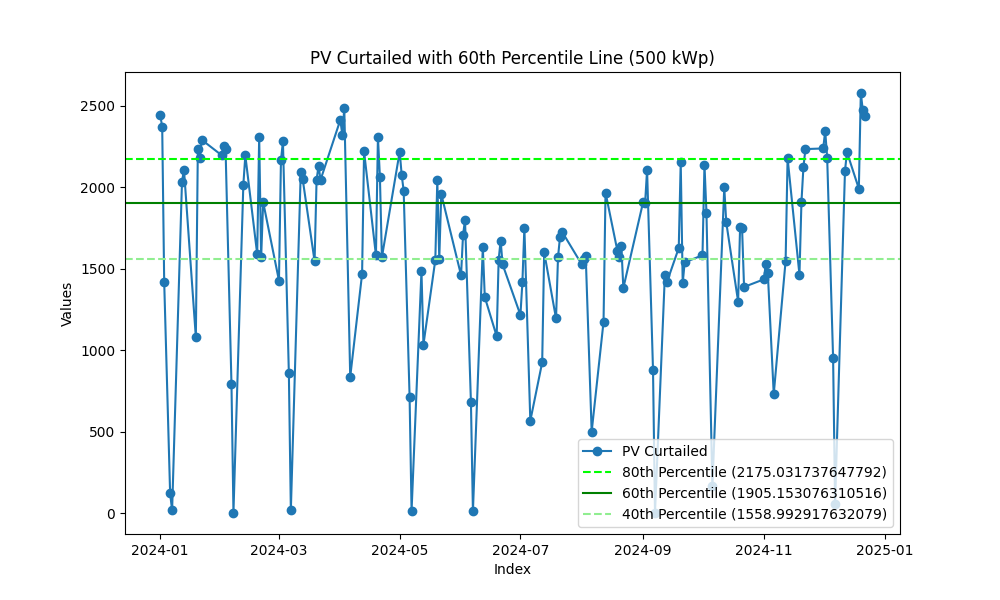 PV Curtailed with 60th Percentile Line (500 kWp)
Values
2500
2000
1500
1000
500
0
PV Curtailed
80th Percentile (2175.031737647792)
60th Percentile (1905.153076310516)
40th Percentile (1558.992917632079)
2024-01 2024-03 2024-05 2024-07 2024-09 2024-11 2025-01
Index